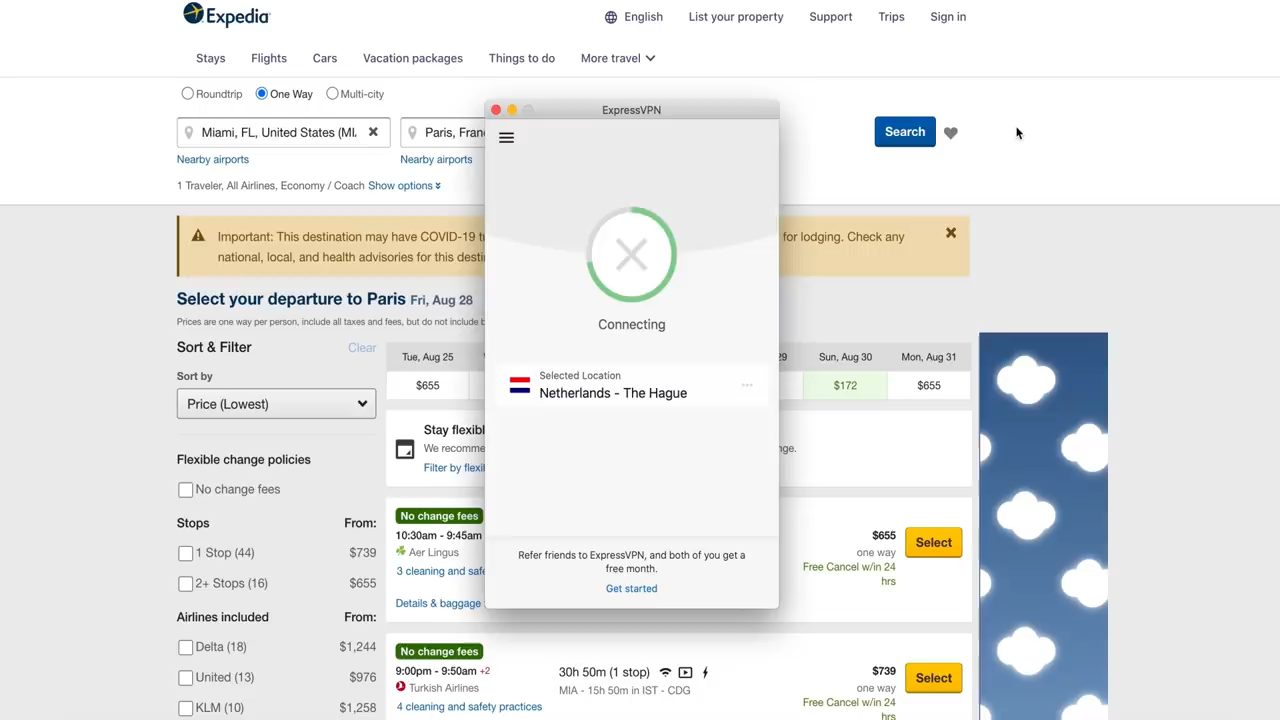 Expedia
English
List your property
Support
Trips
Sign in
Stays
Flights
Cars
Vacation packages
Things to do
More travel
Roundtrip
One Way
Multi-city
ExpressVPN
Miami, FL, United States (MI
Paris, Fran
Search
Nearby airports
Nearby airports
1 Traveler, All Airlines, Economy / Coach Show options
Important: This destination may have COVID-19 t
for lodging. Check any
national, local, and health advisories for this desti
Select your departure to Paris Fri, Aug 28
Prices are one way per person, include all taxes and fees, but do not include b
Connecting
Sort & Filter
Clear
Sort by
Price (Lowest)
Tue, Aug 25
29
Sun, Aug 30
Mon, Aug 31
$655
$172
$655
Selected Location
Netherlands - The Hague
Stay flexibl
We recomme
nge.
Filter by flexi
Flexible change policies
No change fees
Stops
From:
1 Stop (44)
$739
2+ Stops (16)
$655
Airlines included
From:
Delta (18)
$1,244
United (13)
$976
KLM (10)
$1,258
No change fees
10:30am - 9:45am
Aer Lingus
3 cleaning and safe
Details & baggage
$655
one way
Free Cancel w/in 24
hrs
Select
Refer friends to ExpressVPN, and both of you get a
free month.
Get started
No change fees
9:00pm - 9:50am +2
Turkish Airlines
4 cleaning and safety practices
30h 50m (1 stop)
MIA - 15h 50m in IST - CDG
$739
one way
Free Cancel w/in 24
hrs
Select